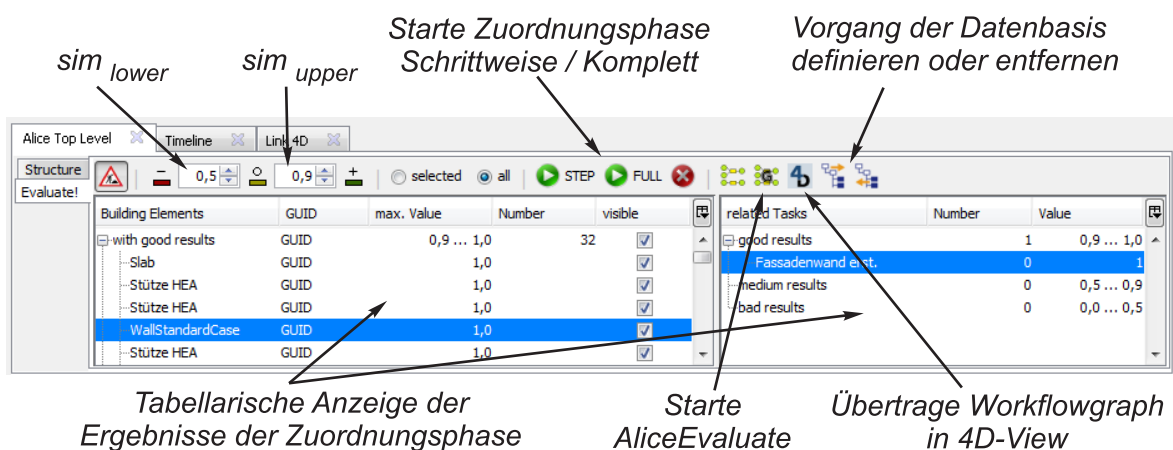 Starte Zuordnungsphase
Schrittweise / Komplett
Vorgang der Datenbasis
definieren oder entfernen
sim lower
sim upper
Alice Top Level
Timeline
Link 4D
Structure
Evaluate!
0,5
0,9
selected
all
STEP
FULL
G
4D
Building Elements GUID max. Value Number visible
with good results GUID 0,9 ... 1,0 32
Slab GUID 1,0
Stütze HEA GUID 1,0
Stütze HEA GUID 1,0
WallStandardCase GUID 1,0
Stütze HEA GUID 1,0
related Tasks Number Value
good results 1 0,9 ... 1,0
Fassadenwand erst. 0 1
medium results 0 0,5 ... 0,9
bad results 0 0,0 ... 0,5
Tabellarische Anzeige der
Ergebnisse der Zuordnungsphase
Starte
AliceEvaluate
Übertrage Workflowgraph
in 4D-View